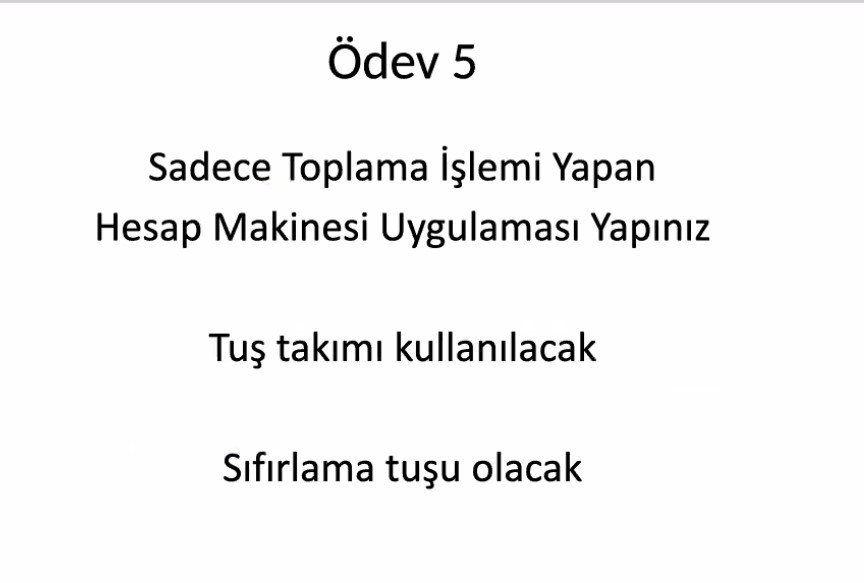 Ödev 5
Sadece Toplama İşlemi Yapan
Hesap Makinesi Uygulaması Yapınız
Tuş takımı kullanılacak
Sıfırlama tuşu olacak